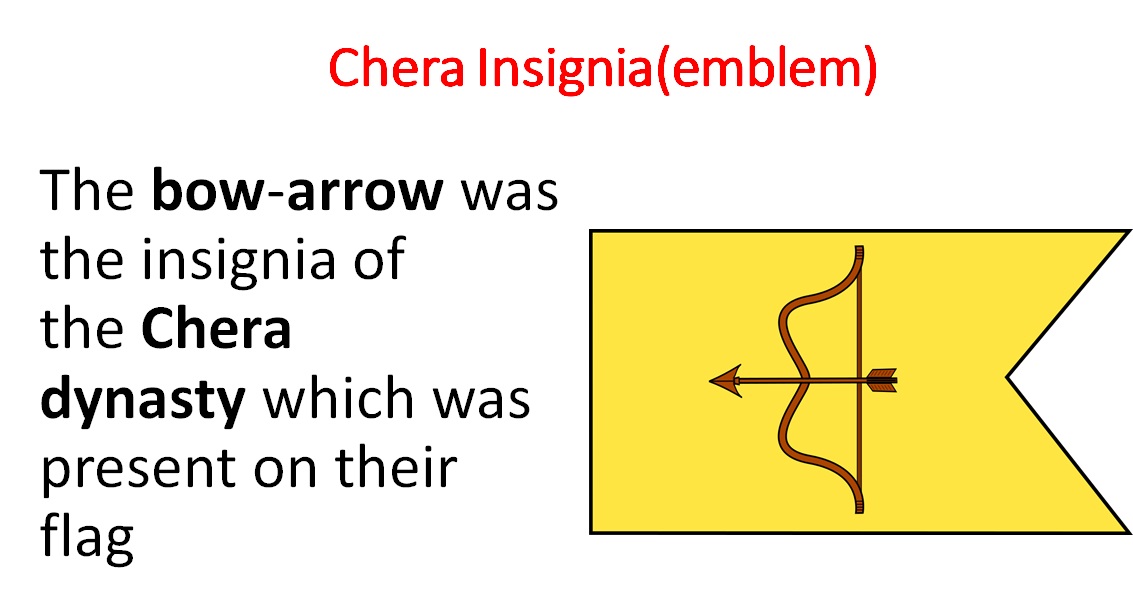 Chera Insignia(emblem)
The bow-arrow was
the insignia of
the Chera
dynasty which was
present on their
flag